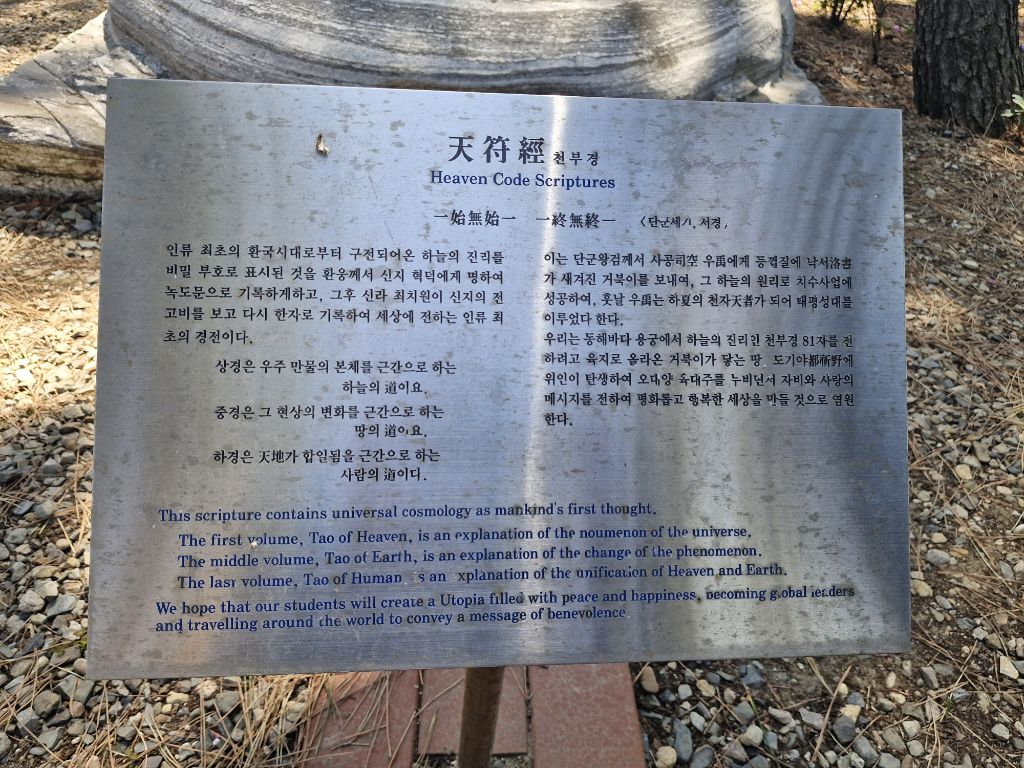 天符經 천부경
Heaven Code Scriptures
一始無始一 一終無終一 〈단군세기, 서경〉
인류 최초의 환국시대로부터 구전되어온 하늘의 진리를
비밀 부호로 표시된 것을 환웅께서 신지 혁덕에게 명하여
녹도문으로 기록하게하고, 그후 신라 최치원이 신지의 전
고비를 보고 다시 한자로 기록하여 세상에 전하는 인류 최
초의 경전이다.
상경은 우주 만물의 본체를 근간으로 하는
하늘의 道이요.
중경은 그 현상의 변화를 근간으로 하는
땅의 道이요.
하경은 天地가 합일됨을 근간으로 하는
사람의 道이다.
이는 단군왕검께서 사공司空 우禹에게 등껍질에 낙서洛書
가 새겨진 거북이를 보내여, 그 하늘의 원리로 치수사업에
성공하여, 훗날 우禹는 하夏의 천자天者가 되어 태평성대를
이루었다 한다.
우리는 동해바다 용궁에서 하늘의 진리인 천부경 81자를 전
하려고 육지로 올라온 거북이가 닿는 땅 도기야都祈野에
위인이 탄생하여 오대양 육대주를 누비면서 자비와 사랑의
메시지를 전하여 평화롭고 행복한 세상을 만들 것으로 염원
한다.
This scripture contains universal cosmology as mankind's first thought.
The first volume, Tao of Heaven, is an explanation of the noumenon of the universe.
The middle volume, Tao of Earth, is an explanation of the change of the phenomenon.
The last volume, Tao of Human is an xplanation of the unification of Heaven and Earth.
We hope that our students will create a Utopia filled with peace and happiness, becoming global leaders
and travelling around the world to convey a message of benevolence